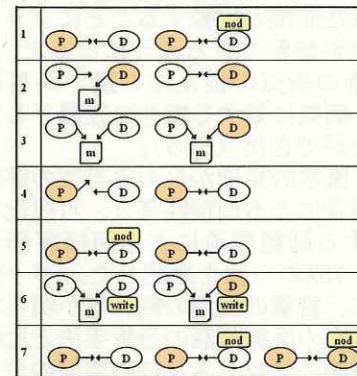 nod
1 P D P D
2 P D P D
m
3 P D P D
m m
4 P D P D
nod
5 P D P D
6 P D P D
m write m write
nod nod
7 P D P D P D